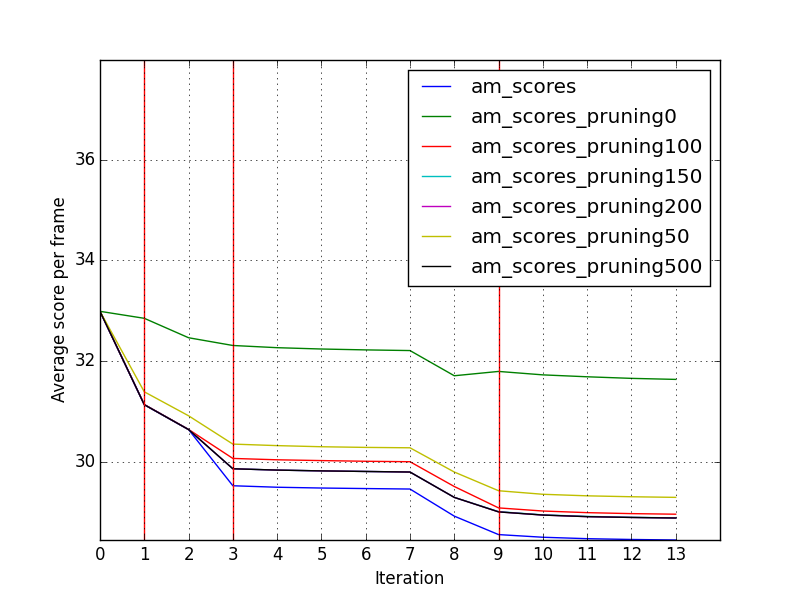 am_scores
am_scores_pruning0
am_scores_pruning100
am_scores_pruning150
am_scores_pruning200
am_scores_pruning50
am_scores_pruning500
Average score per frame
36
34
32
30
0 1 2 3 4 5 6 7 8 9 10 11 12 13
Iteration